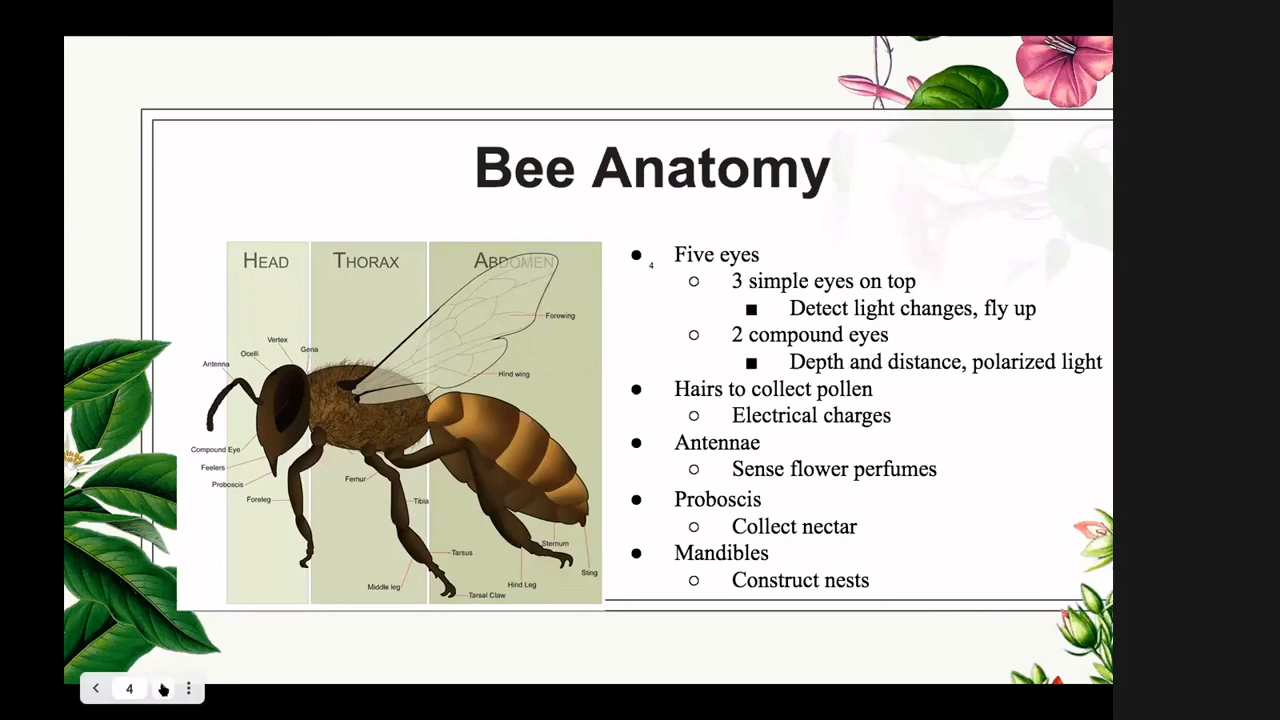 Bee Anatomy
HEAD
THORAX
ABDOMEN
Forewing
Hind wing
Vertex
Gena
Ocelli
Antenna
Compound Eye
Feelers
Proboscis
Foreleg
Femur
Tibia
Tarsus
Middle leg
Tarsal Claw
Hind Leg
Sternum
Sting
● 4 Five eyes
○ 3 simple eyes on top
■ Detect light changes, fly up
○ 2 compound eyes
■ Depth and distance, polarized light
● Hairs to collect pollen
○ Electrical charges
● Antennae
○ Sense flower perfumes
● Proboscis
○ Collect nectar
● Mandibles
○ Construct nests
4